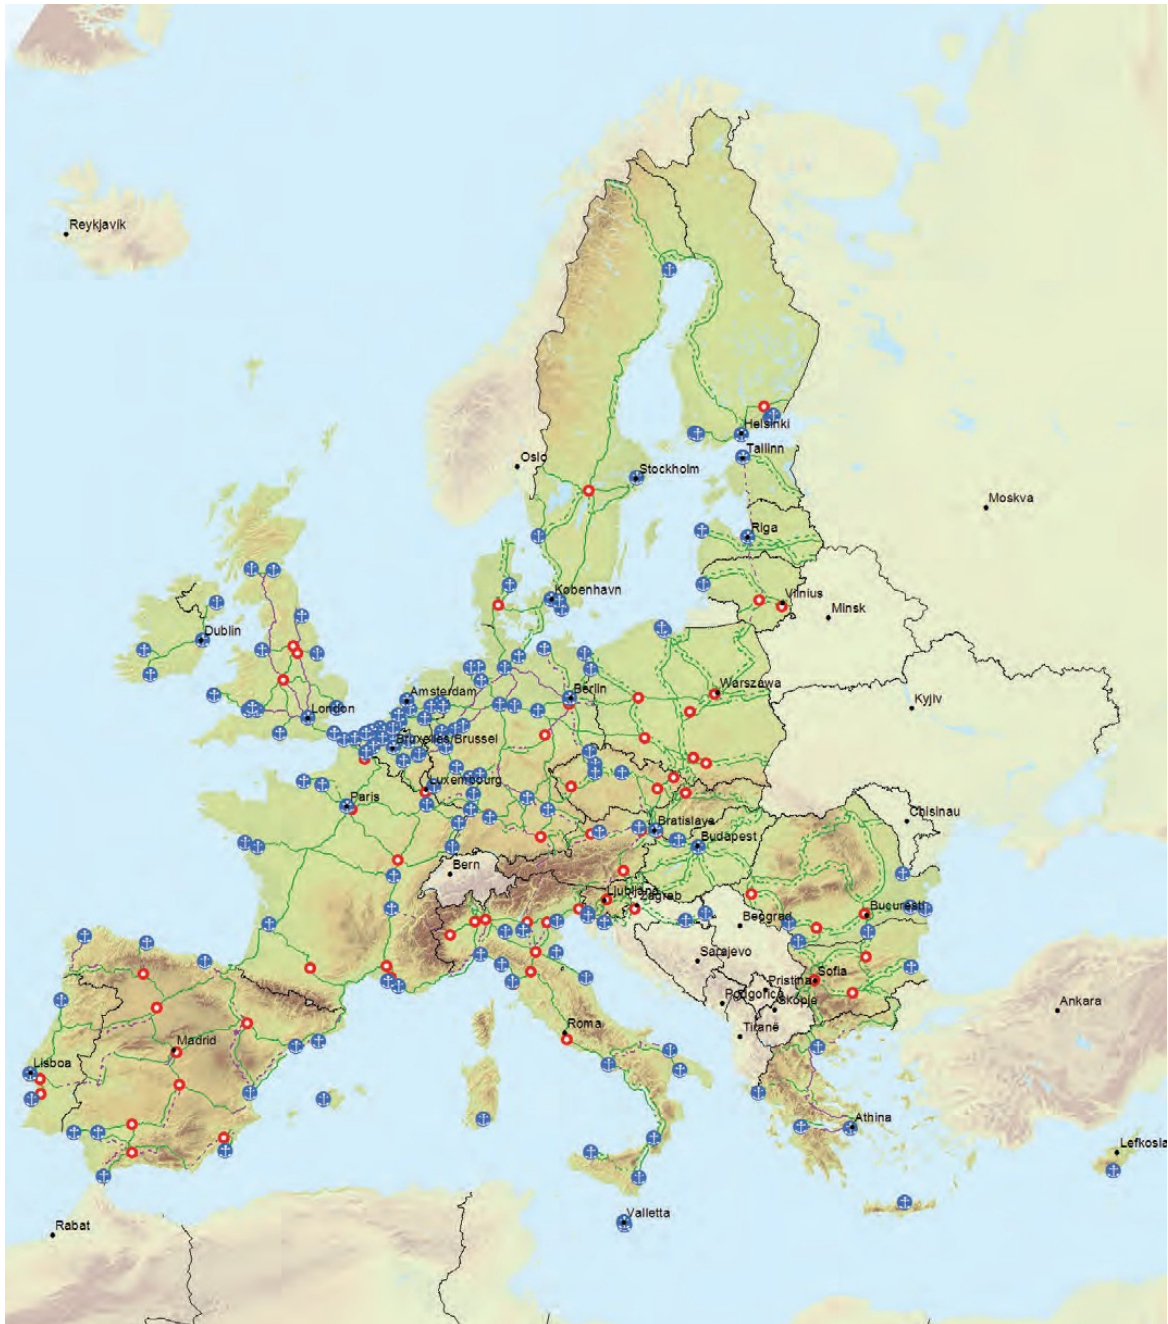 Reykjavík
Helsinki
Tallinn
Oslo
Stockholm
Moskva
Riga
København
Vilnius
Minsk
Dublin
Warszawa
Amsterdam
Berlin
Kyjiv
London
Bruxelles/Brussel
Luxembourg
Paris
Chisinau
Bratislava
Budapest
Bern
Ljubljana
Zagreb
Bucuresti
Beograd
Sarajevo
Sofia
Pristina
Podgorica
Skopje
Ankara
Roma
Tiranë
Madrid
Lisboa
Athina
Lefkosia
Valletta
Rabat